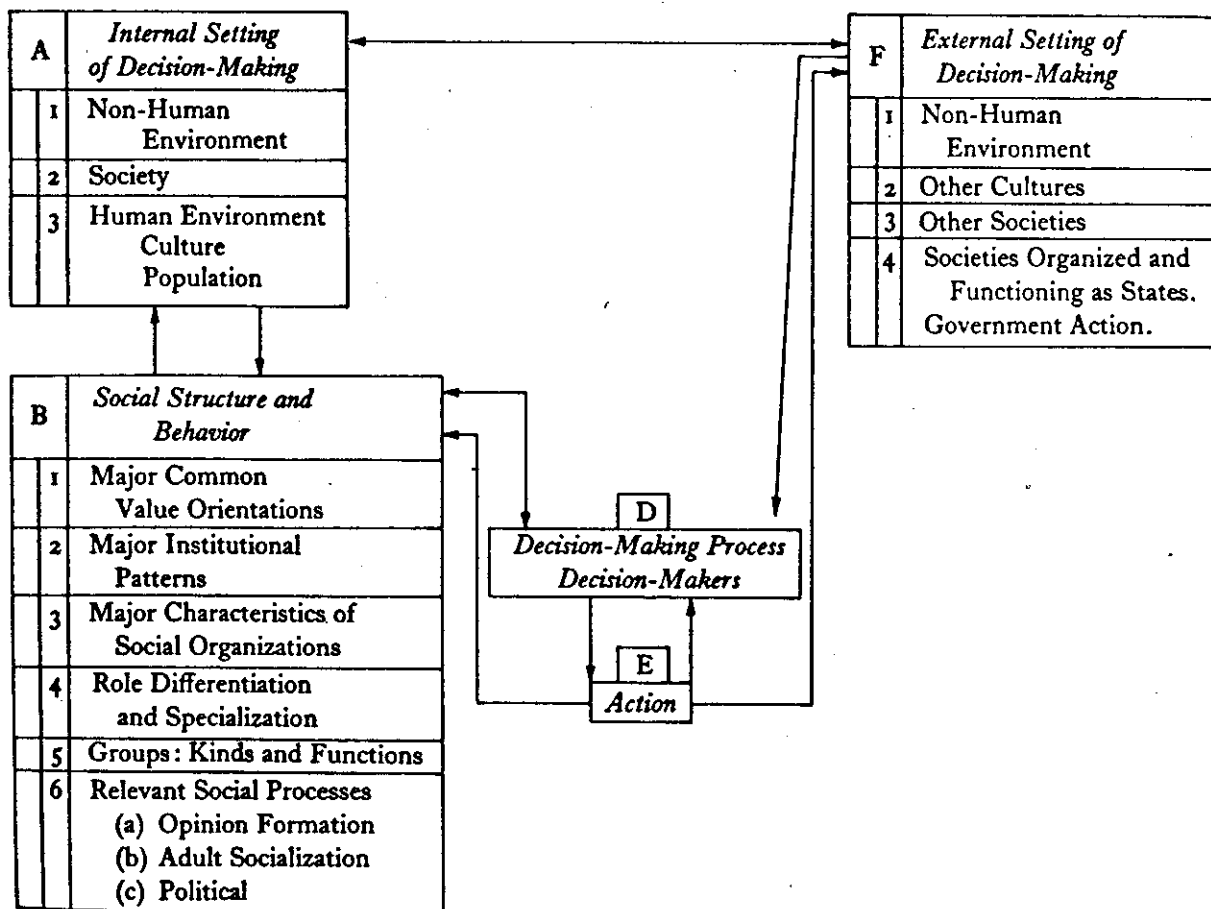 A
Internal Setting
of Decision-Making
1 Non-Human
Environment
2 Society
3 Human Environment
Culture
Population
F
External Setting of
Decision-Making
1 Non-Human
Environment
2 Other Cultures
3 Other Societies
4 Societies Organized and
Functioning as States.
Government Action.
B
Social Structure and
Behavior
1 Major Common
Value Orientations
2 Major Institutional
Patterns
3 Major Characteristics of
Social Organizations
4 Role Differentiation
and Specialization
5 Groups: Kinds and Functions
6 Relevant Social Processes
(a) Opinion Formation
(b) Adult Socialization
(c) Political
D
Decision-Making Process
Decision-Makers
E
Action